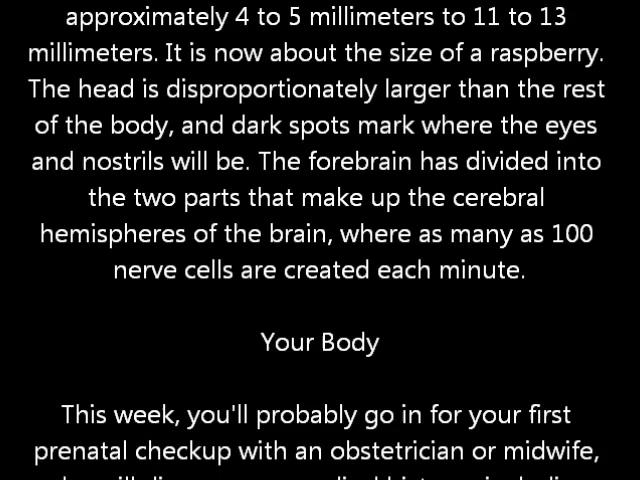 approximately 4 to 5 millimeters to 11 to 13
millimeters. It is now about the size of a raspberry.
The head is disproportionately larger than the rest
of the body, and dark spots mark where the eyes
and nostrils will be. The forebrain has divided into
the two parts that make up the cerebral
hemispheres of the brain, where as many as 100
nerve cells are created each minute.
Your Body
This week, you'll probably go in for your first
prenatal checkup with an obstetrician or midwife,